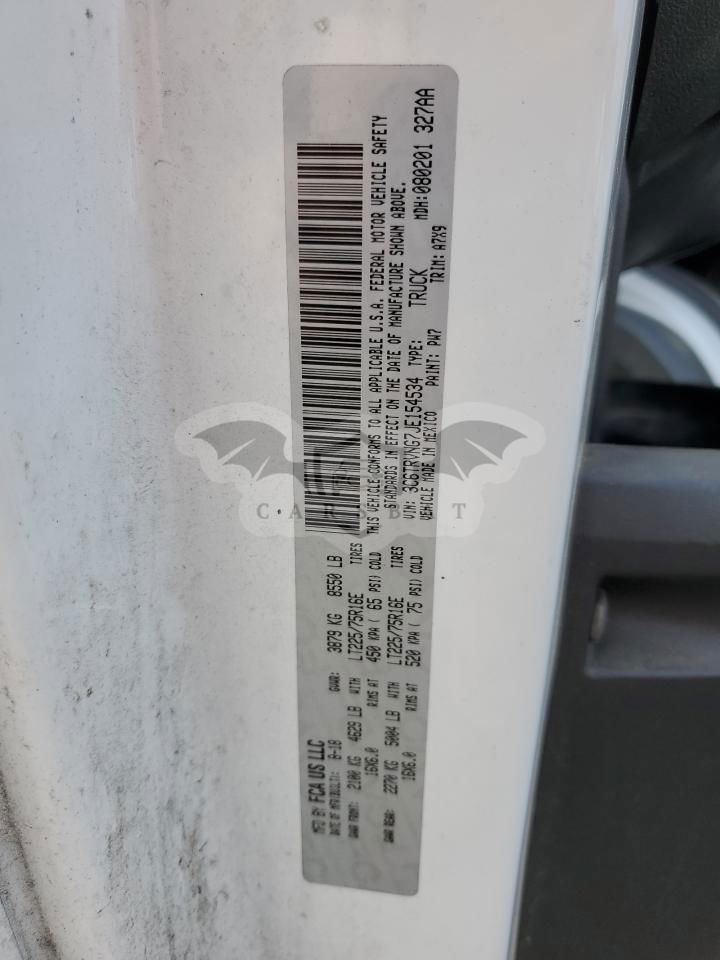 MFD BY FCA US LLC
DATE OF MFR(BUILT): 8-18 GVWR: 3879 KG 8550 LB
GAWR FRONT: 2100 KG 4629 LB WITH LT225/75R16E TIRES
16X6.0 RIMS AT 450 KPA ( 65 PSI) COLD
GAWR REAR: 2270 KG 5004 LB WITH LT225/75R16E TIRES
16X6.0 RIMS AT 520 KPA ( 75 PSI) COLD
THIS VEHICLE CONFORMS TO ALL APPLICABLE U.S.A. FEDERAL MOTOR VEHICLE SAFETY
STANDARDS IN EFFECT ON THE DATE OF MANUFACTURE SHOWN ABOVE.
VIN: 3C6TRVNG7JE154534 TYPE: TRUCK MDH:080201 327AA
VEHICLE MADE IN MEXICO PAINT: PW7 TRIM: A7X9